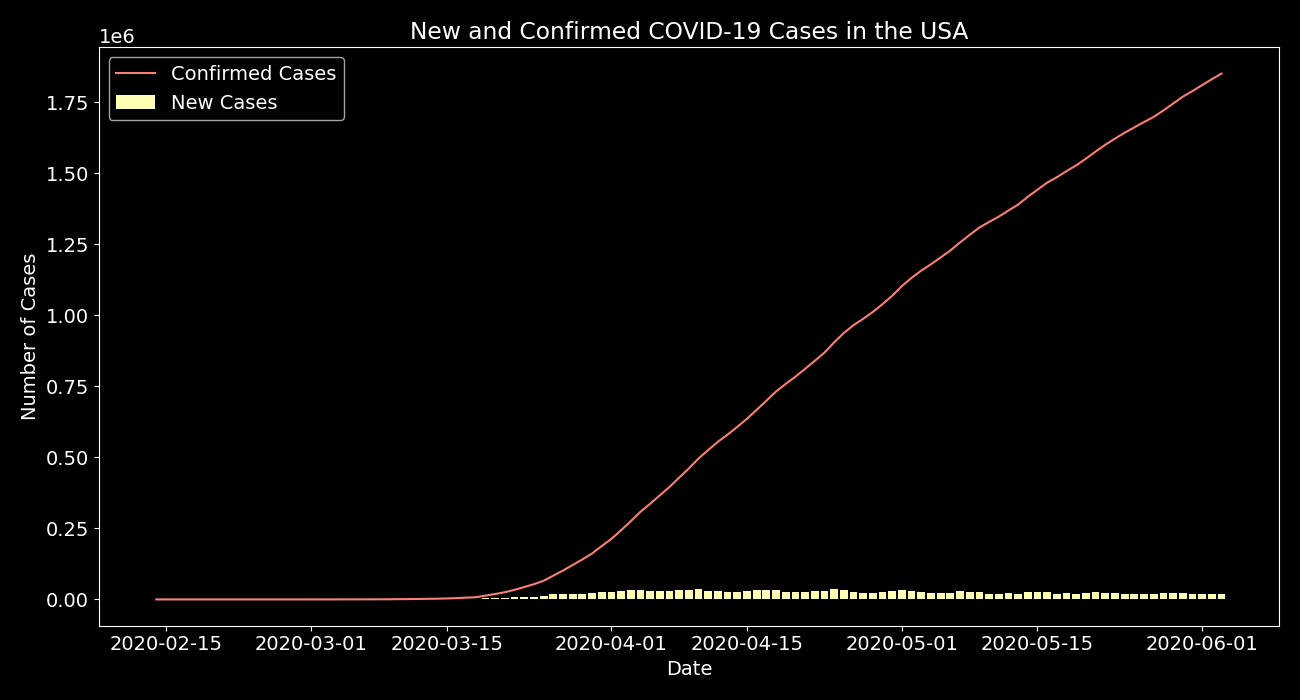 New and Confirmed COVID-19 Cases in the USA
1e6
Confirmed Cases
New Cases
1.75
1.50
1.25
1.00
0.75
0.50
0.25
0.00
Number of Cases
2020-02-15 2020-03-01 2020-03-15 2020-04-01 2020-04-15 2020-05-01 2020-05-15 2020-06-01
Date